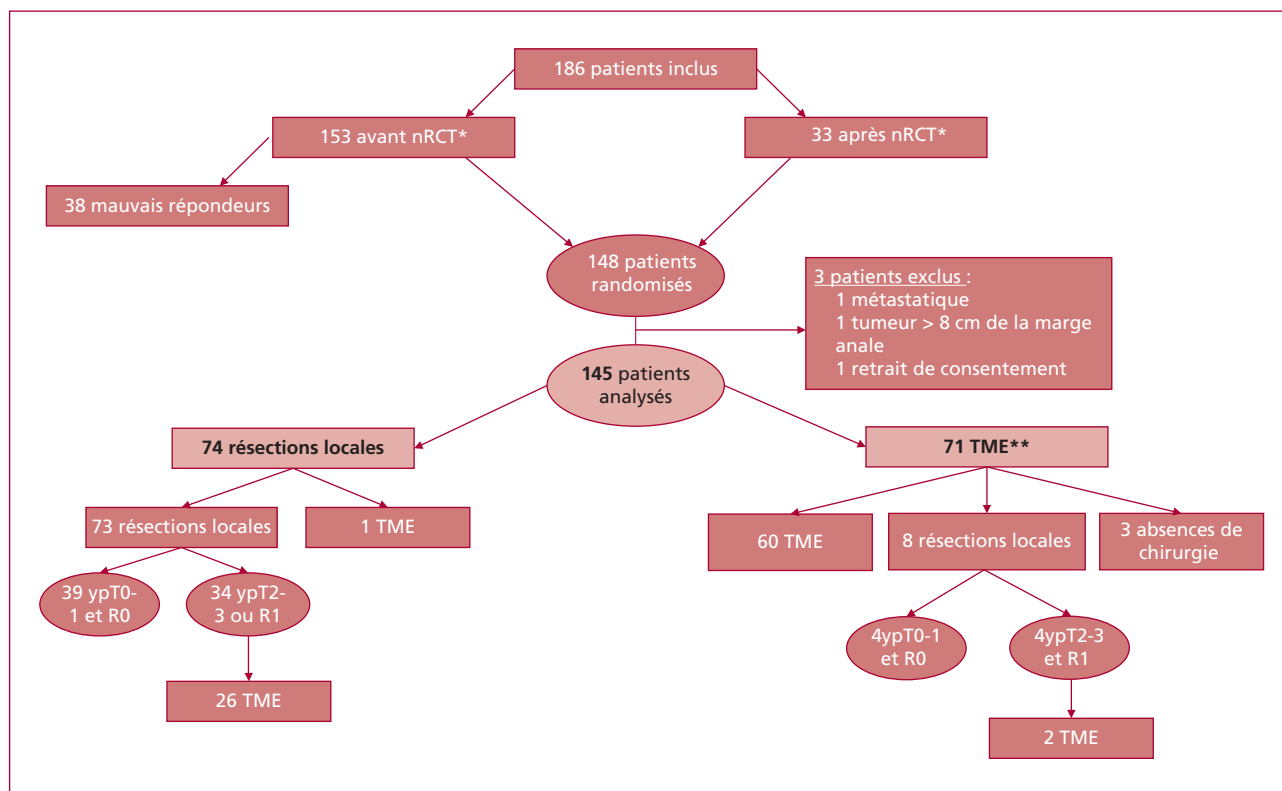 186 patients inclus
153 avant nRCT*
33 après nRCT*
38 mauvais répondeurs
148 patients
randomisés
3 patients exclus :
1 métastatique
1 tumeur > 8 cm de la marge
anale
1 retrait de consentement
145 patients
analysés
74 résections locales
71 TME**
73 résections locales
1 TME
60 TME
8 résections locales
3 absences de
chirurgie
39 ypT0-
1 et R0
34 ypT2-
3 ou R1
4ypT0-1
et R0
4ypT2-3
et R1
26 TME
2 TME